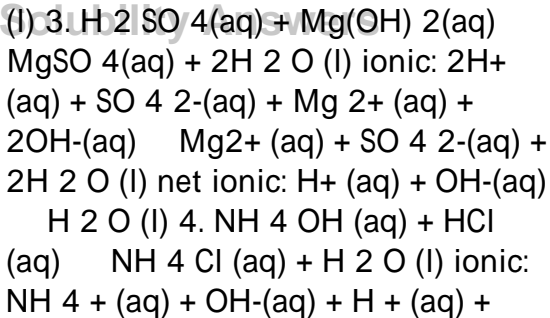 Solubility Answers
(l) 3. H 2 SO 4(aq) + Mg(OH) 2(aq)
MgSO 4(aq) + 2H 2 O (l) ionic: 2H+
(aq) + SO 4 2-(aq) + Mg 2+ (aq) +
2OH-(aq) Mg2+ (aq) + SO 4 2-(aq) +
2H 2 O (l) net ionic: H+ (aq) + OH-(aq)
H 2 O (l) 4. NH 4 OH (aq) + HCl
(aq) NH 4 Cl (aq) + H 2 O (l) ionic:
NH 4 + (aq) + OH-(aq) + H + (aq) +